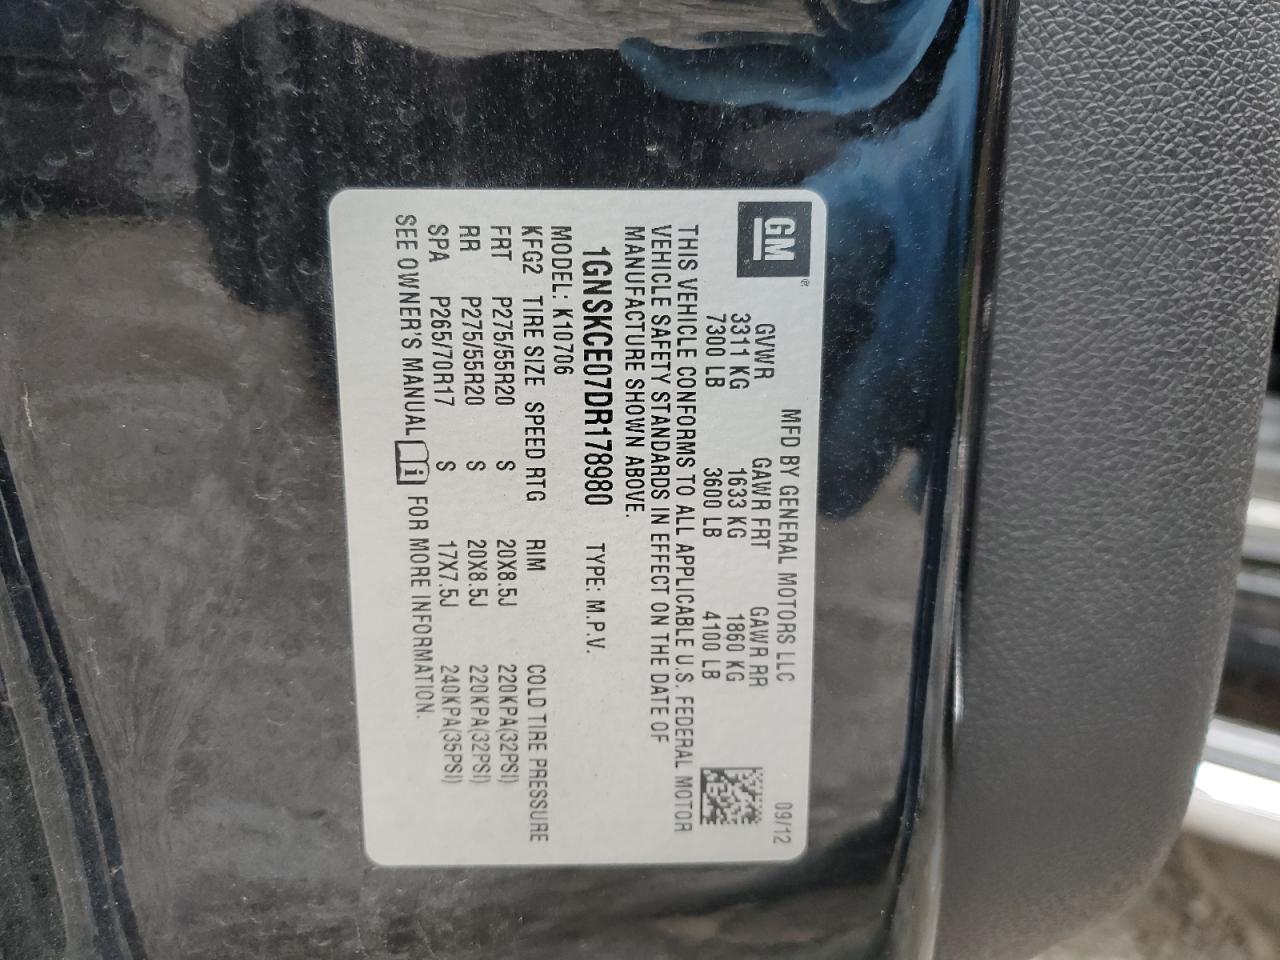 GM®
MFD BY GENERAL MOTORS LLC 09/12
GVWR GAWR FRT GAWR RR
3311 KG 1633 KG 1860 KG
7300 LB 3600 LB 4100 LB
THIS VEHICLE CONFORMS TO ALL APPLICABLE U.S. FEDERAL MOTOR
VEHICLE SAFETY STANDARDS IN EFFECT ON THE DATE OF
MANUFACTURE SHOWN ABOVE.
1GNSKCE07DR178980 TYPE: M.P.V.
MODEL: K10706
KFG2 TIRE SIZE SPEED RTG RIM COLD TIRE PRESSURE
FRT P275/55R20 S 20X8.5J 220KPA(32PSI)
RR P275/55R20 S 20X8.5J 220KPA(32PSI)
SPA P265/70R17 S 17X7.5J 240KPA(35PSI)
SEE OWNER'S MANUAL i FOR MORE INFORMATION.